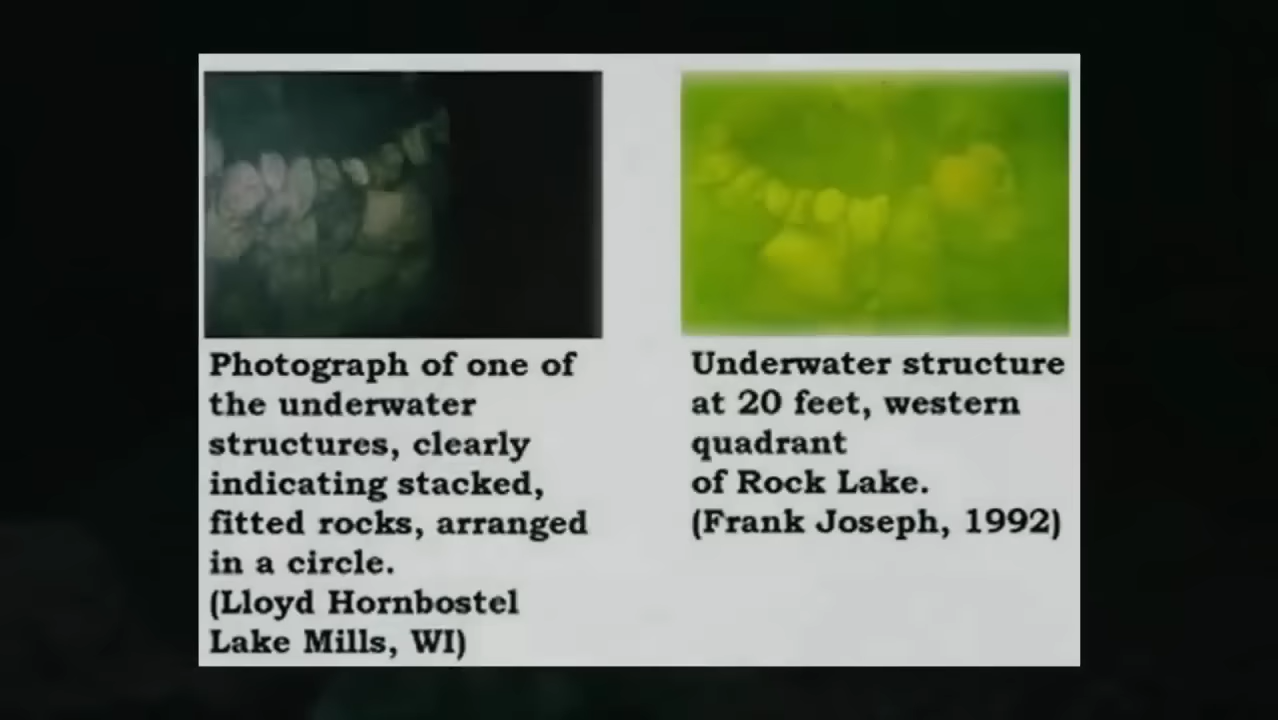 Photograph of one of
the underwater
structures, clearly
indicating stacked,
fitted rocks, arranged
in a circle.
(Lloyd Hornbostel
Lake Mills, WI)
Underwater structure
at 20 feet, western
quadrant
of Rock Lake.
(Frank Joseph, 1992)